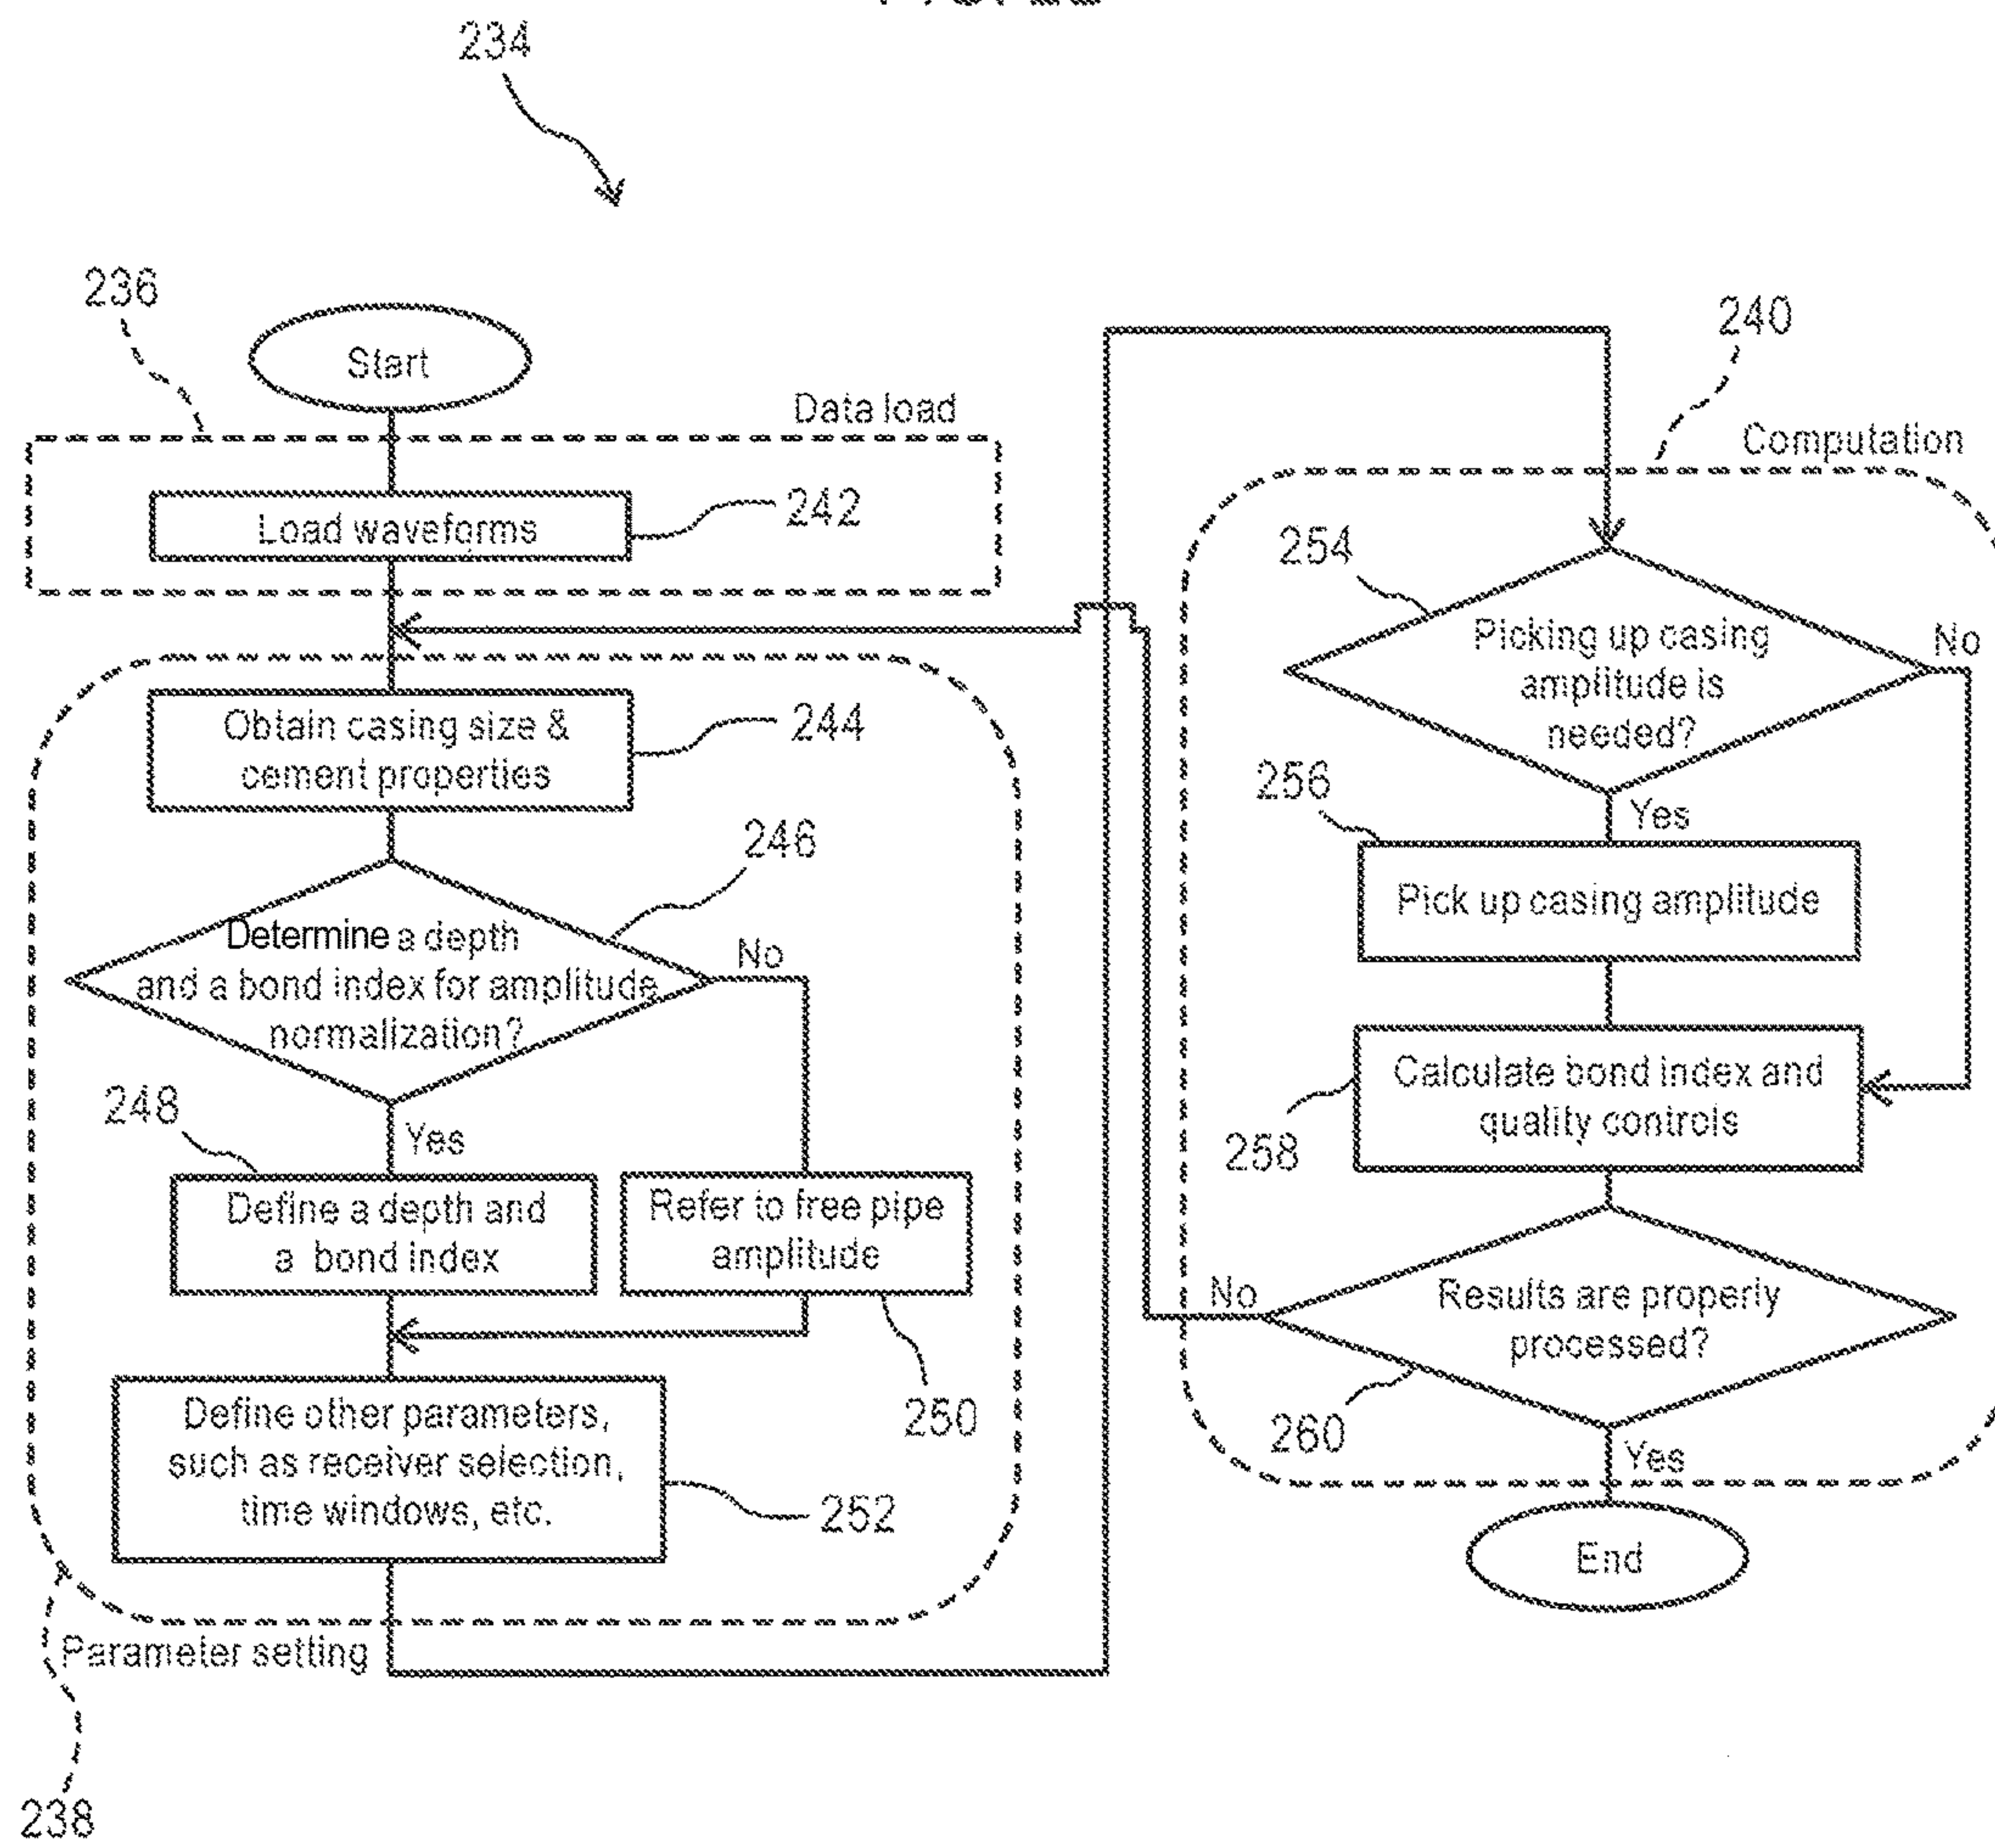 234
236
Start
Data load
Load waveforms
242
Obtain casing size &
cement properties
244
246
Determine a depth
and a bond index for amplitude
normalization?
No
248
Yes
Define a depth and
a bond index
Refer to free pipe
amplitude
250
Define other parameters,
such as receiver selection,
time windows, etc.
252
Parameter setting
238
240
Computation
254
Picking up casing
amplitude is
needed?
No
256
Yes
Pick up casing amplitude
Calculate bond index and
quality controls
258
No
Results are properly
processed?
260
Yes
End